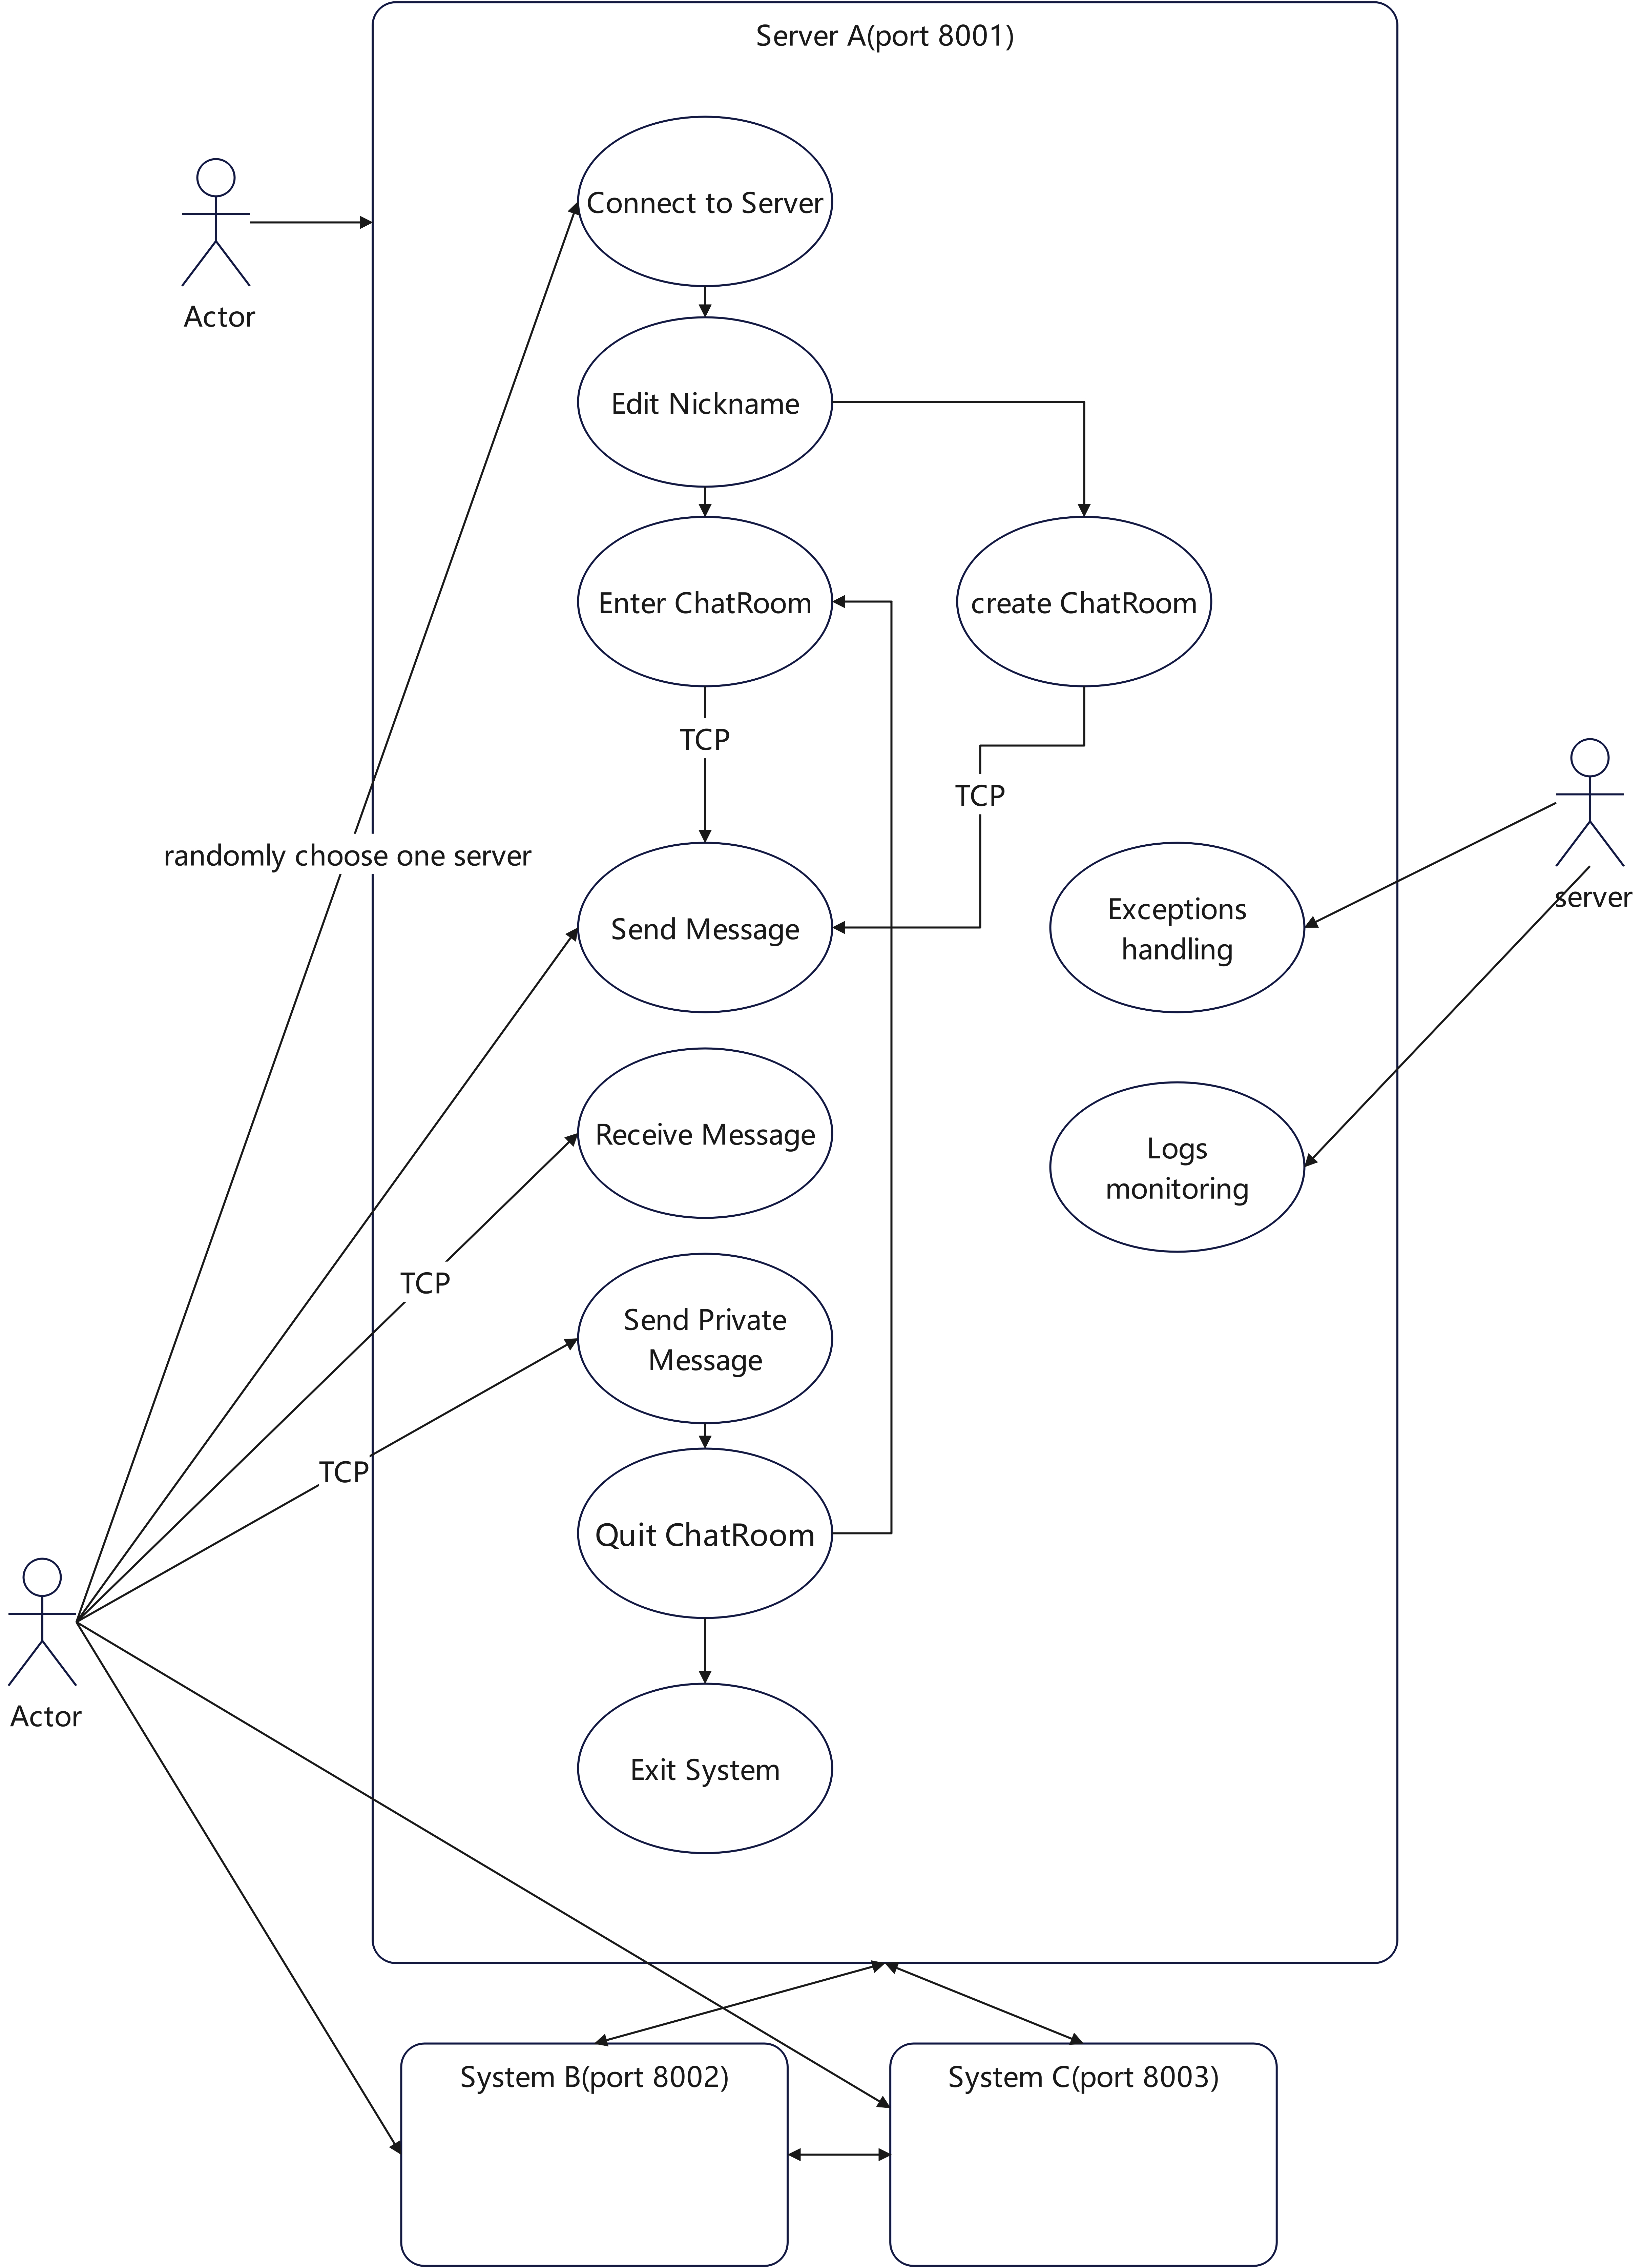 Server A(port 8001)
Connect to Server
Actor
Edit Nickname
Enter ChatRoom
create ChatRoom
TCP
TCP
randomly choose one server
server
Exceptions
handling
Send Message
Receive Message
Logs
monitoring
TCP
Send Private
Message
TCP
Quit ChatRoom
Actor
Exit System
System B(port 8002)
System C(port 8003)